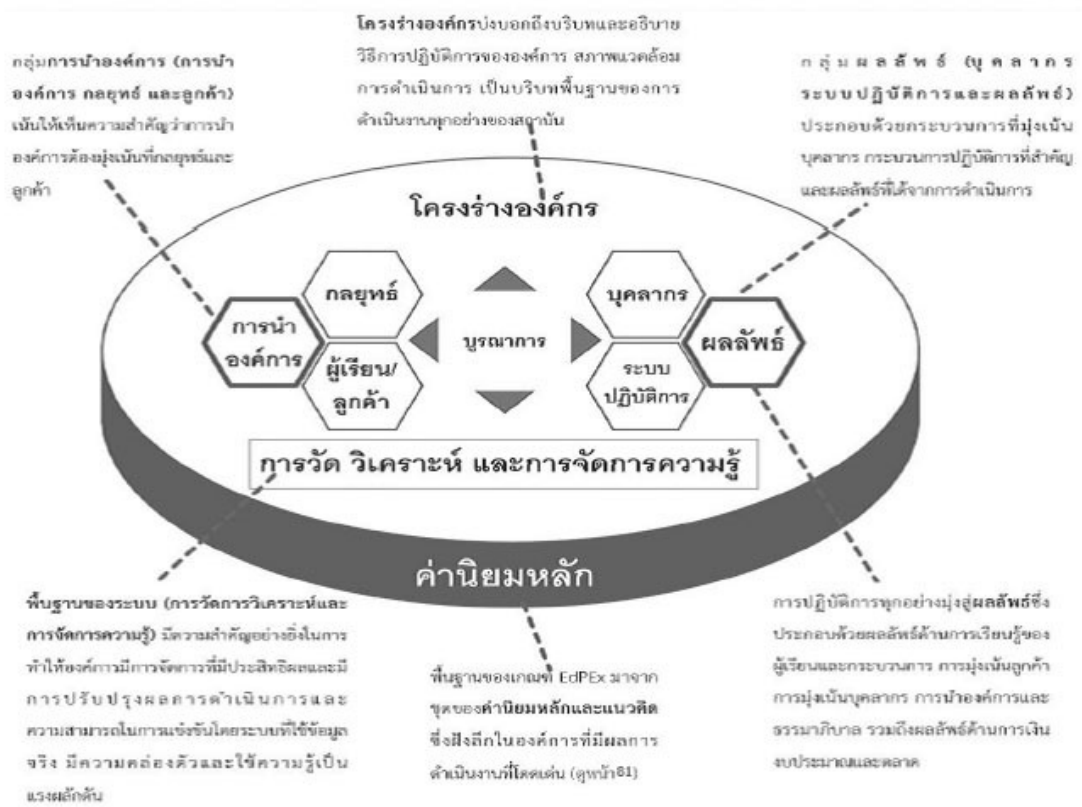 โครงร่างองค์กรบ่งบอกถึงบริบทและอธิบาย
วิธีการปฏิบัติการขององค์การ สภาพแวดล้อม
การดำเนินการ เป็นบริบทพื้นฐานของการ
ดำเนินงานทุกอย่างของสถาบัน
กลุ่มการนำองค์การ (การนำ
องค์การ กลยุทธ์ และลูกค้า)
เน้นให้เห็นความสำคัญว่าการนำ
องค์การต้องมุ่งเน้นที่กลยุทธ์และ
ลูกค้า
กลุ่มผลลัพธ์ (บุคลากร
ระบบปฏิบัติการและผลลัพธ์)
ประกอบด้วยกระบวนการที่มุ่งเน้น
บุคลากร กระบวนการปฏิบัติการที่สำคัญ
และผลลัพธ์ที่ได้จากการดำเนินการ
โครงร่างองค์กร
กลยุทธ์
บุคลากร
การนำ
องค์การ
บูรณาการ
ผลลัพธ์
ผู้เรียน/
ลูกค้า
ระบบ
ปฏิบัติการ
การวัด วิเคราะห์ และการจัดการความรู้
ค่านิยมหลัก
พื้นฐานของระบบ (การวัดการวิเคราะห์และ
การจัดการความรู้) มีความสำคัญอย่างยิ่งในการ
ทำให้องค์การมีการจัดการที่มีประสิทธิผลและมี
การปรับปรุงผลการดำเนินการและ
ความสามารถในการแข่งขันโดยระบบที่ใช้ข้อมูล
จริง มีความคล่องตัวและใช้ความรู้เป็น
แรงผลักดัน
พื้นฐานของเกณฑ์ EdPEx มาจาก
ชุดของค่านิยมหลักและแนวคิด
ซึ่งฝังลึกในองค์การที่มีผลการ
ดำเนินงานที่โดดเด่น (ดูหน้า81)
การปฏิบัติการทุกอย่างมุ่งสู่ผลลัพธ์ซึ่ง
ประกอบด้วยผลลัพธ์ด้านการเรียนรู้ของ
ผู้เรียนและกระบวนการ การมุ่งเน้นลูกค้า
การมุ่งเน้นบุคลากร การนำองค์การและ
ธรรมาภิบาล รวมถึงผลลัพธ์ด้านการเงิน
งบประมาณและตลาด